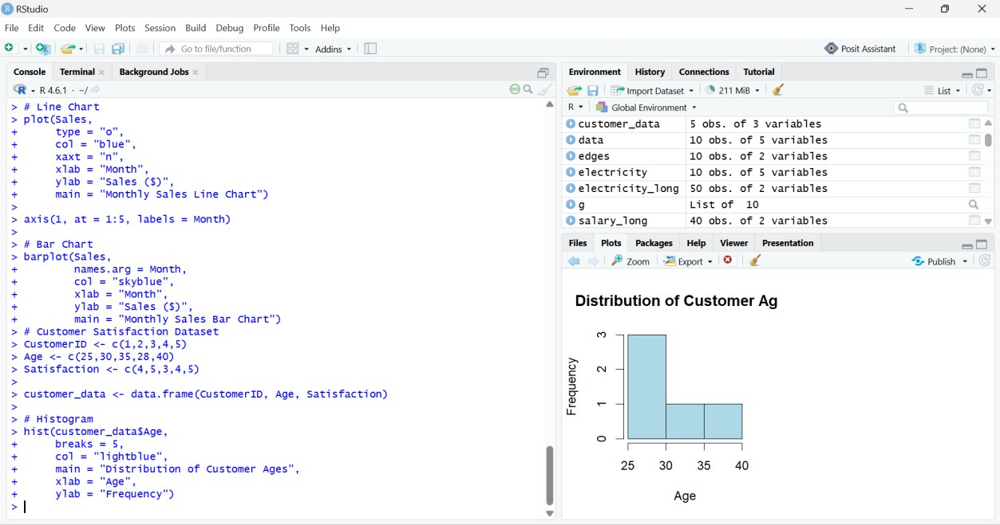 RStudio
File Edit Code View Plots Session Build Debug Profile Tools Help
Go to file/function Addins Posit Assistant Project: (None)
Console Terminal Background Jobs
R 4.6.1 · ~/
> # Line Chart
> plot(Sales,
+      type = "o",
+      col = "blue",
+      xaxt = "n",
+      xlab = "Month",
+      ylab = "Sales ($)",
+      main = "Monthly Sales Line Chart")
>
> axis(1, at = 1:5, labels = Month)
>
> # Bar Chart
> barplot(Sales,
+         names.arg = Month,
+         col = "skyblue",
+         xlab = "Month",
+         ylab = "Sales ($)",
+         main = "Monthly Sales Bar Chart")
> # Customer Satisfaction Dataset
> CustomerID <- c(1,2,3,4,5)
> Age <- c(25,30,35,28,40)
> Satisfaction <- c(4,5,3,4,5)
>
> customer_data <- data.frame(CustomerID, Age, Satisfaction)
>
> # Histogram
> hist(customer_data$Age,
+      breaks = 5,
+      col = "lightblue",
+      main = "Distribution of Customer Ages",
+      xlab = "Age",
+      ylab = "Frequency")
>
Environment History Connections Tutorial
Import Dataset 211 MiB List
R Global Environment
customer_data 5 obs. of 3 variables
data 10 obs. of 5 variables
edges 10 obs. of 2 variables
electricity 10 obs. of 5 variables
electricity_long 50 obs. of 2 variables
g List of 10
salary_long 40 obs. of 2 variables
Files Plots Packages Help Viewer Presentation
Zoom Export Publish
Distribution of Customer Ag
Frequency
3
2
1
0
25 30 35 40
Age